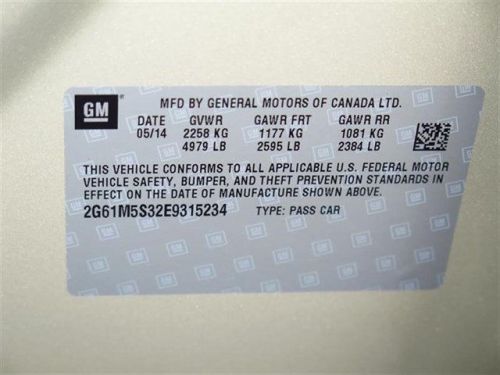 GM MFD BY GENERAL MOTORS OF CANADA LTD.
DATE GVWR GAWR FRT GAWR RR
05/14 2258 KG 1177 KG 1081 KG
4979 LB 2595 LB 2384 LB
THIS VEHICLE CONFORMS TO ALL APPLICABLE U.S. FEDERAL MOTOR
VEHICLE SAFETY, BUMPER, AND THEFT PREVENTION STANDARDS IN
EFFECT ON THE DATE OF MANUFACTURE SHOWN ABOVE.
2G61M5S32E9315234 TYPE: PASS CAR